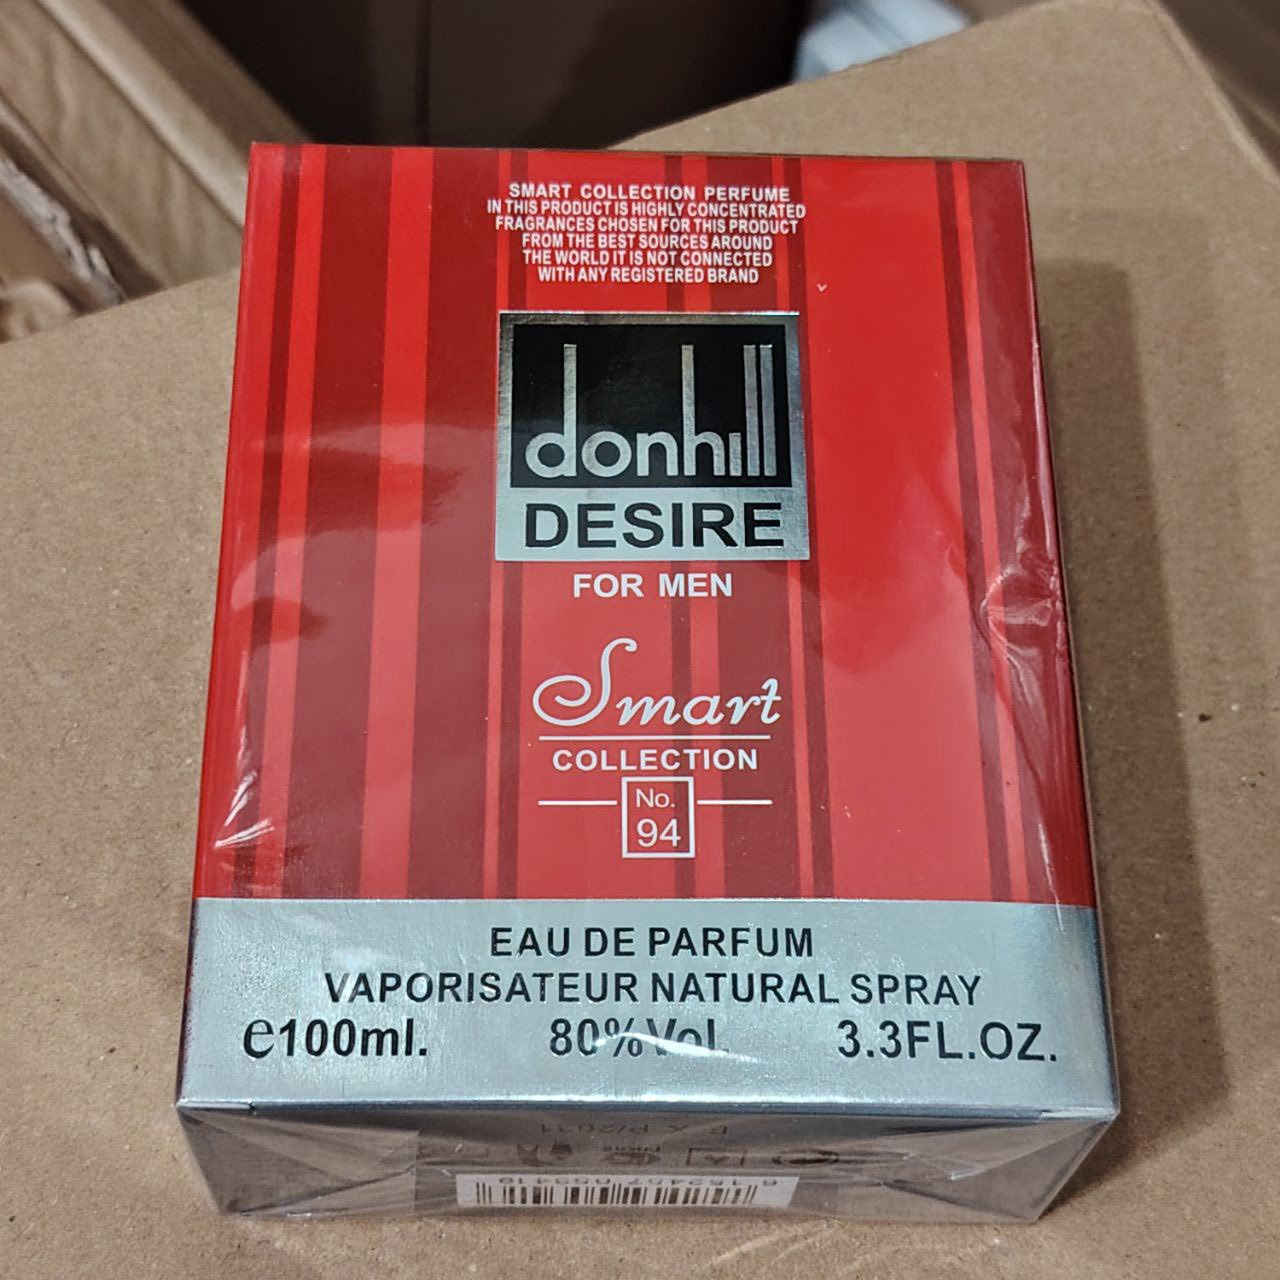 SMART COLLECTION PERFUME
IN THIS PRODUCT IS HIGHLY CONCENTRATED
FRAGRANCES CHOSEN FOR THIS PRODUCT
FROM THE BEST SOURCES AROUND
THE WORLD IT IS NOT CONNECTED
WITH ANY REGISTERED BRAND
donhill
DESIRE
FOR MEN
Smart
COLLECTION
No.
94
EAU DE PARFUM
VAPORISATEUR NATURAL SPRAY
e100ml. 80%Vol. 3.3FL.OZ.